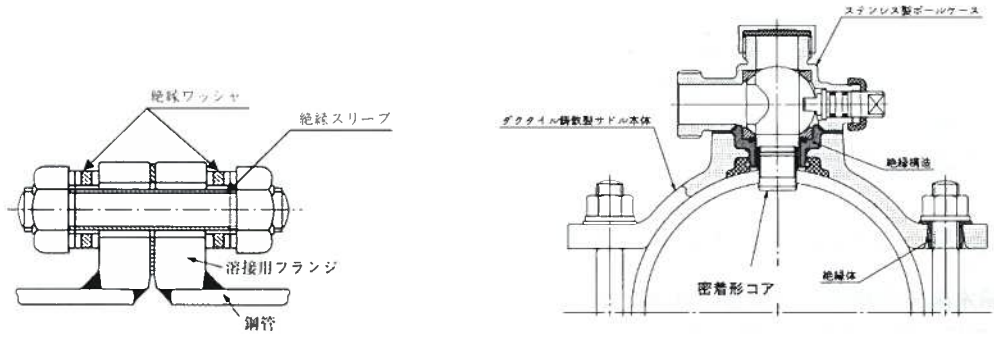 絶縁ワッシャ
絶縁スリーブ
溶接用フランジ
鋼管
ステンレス製ボールケース
ダクタイル鋳鉄製サドル本体
絶縁構造
絶縁体
密着形コア